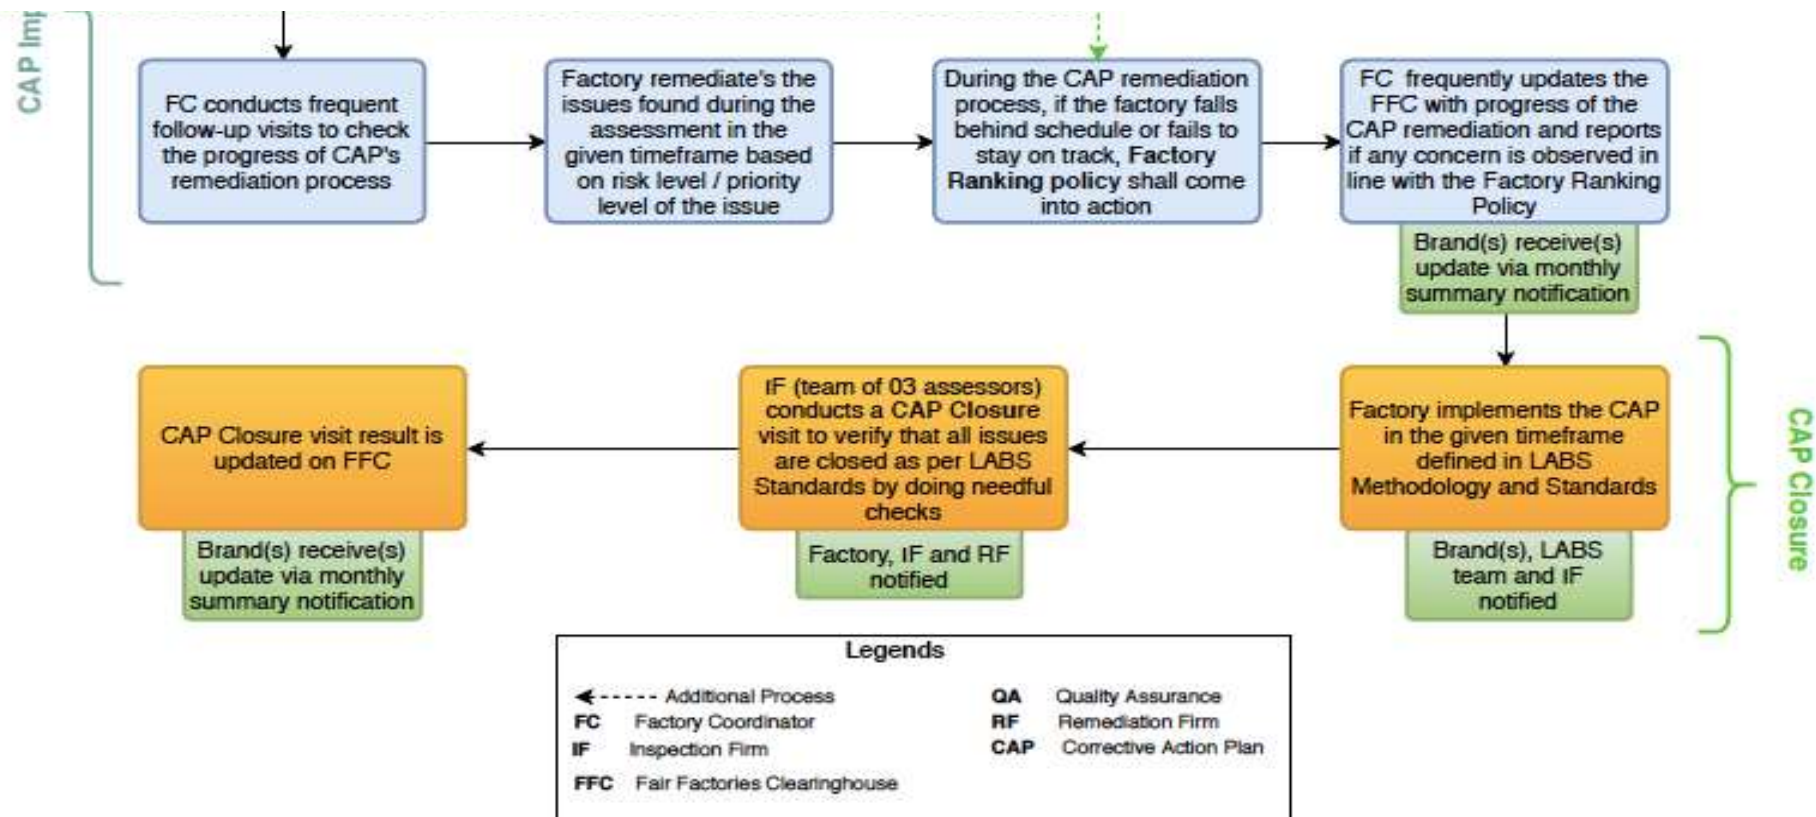 CAP Imp
FC conducts frequent
follow-up visits to check
the progress of CAP's
remediation process
Factory remediate's the
issues found during the
assessment in the
given timeframe based
on risk level / priority
level of the issue
During the CAP remediation
process, if the factory falls
behind schedule or fails to
stay on track, Factory
Ranking policy shall come
into action
FC frequently updates the
FFC with progress of the
CAP remediation and reports
if any concern is observed in
line with the Factory Ranking
Policy
Brand(s) receive(s)
update via monthly
summary notification
CAP Closure
Factory implements the CAP
in the given timeframe
defined in LABS
Methodology and Standards
Brand(s), LABS
team and IF
notified
IF (team of 03 assessors)
conducts a CAP Closure
visit to verify that all issues
are closed as per LABS
Standards by doing needful
checks
Factory, IF and RF
notified
CAP Closure visit result is
updated on FFC
Brand(s) receive(s)
update via monthly
summary notification
Legends
Additional Process
FC Factory Coordinator
IF Inspection Firm
FFC Fair Factories Clearinghouse
QA Quality Assurance
RF Remediation Firm
CAP Corrective Action Plan